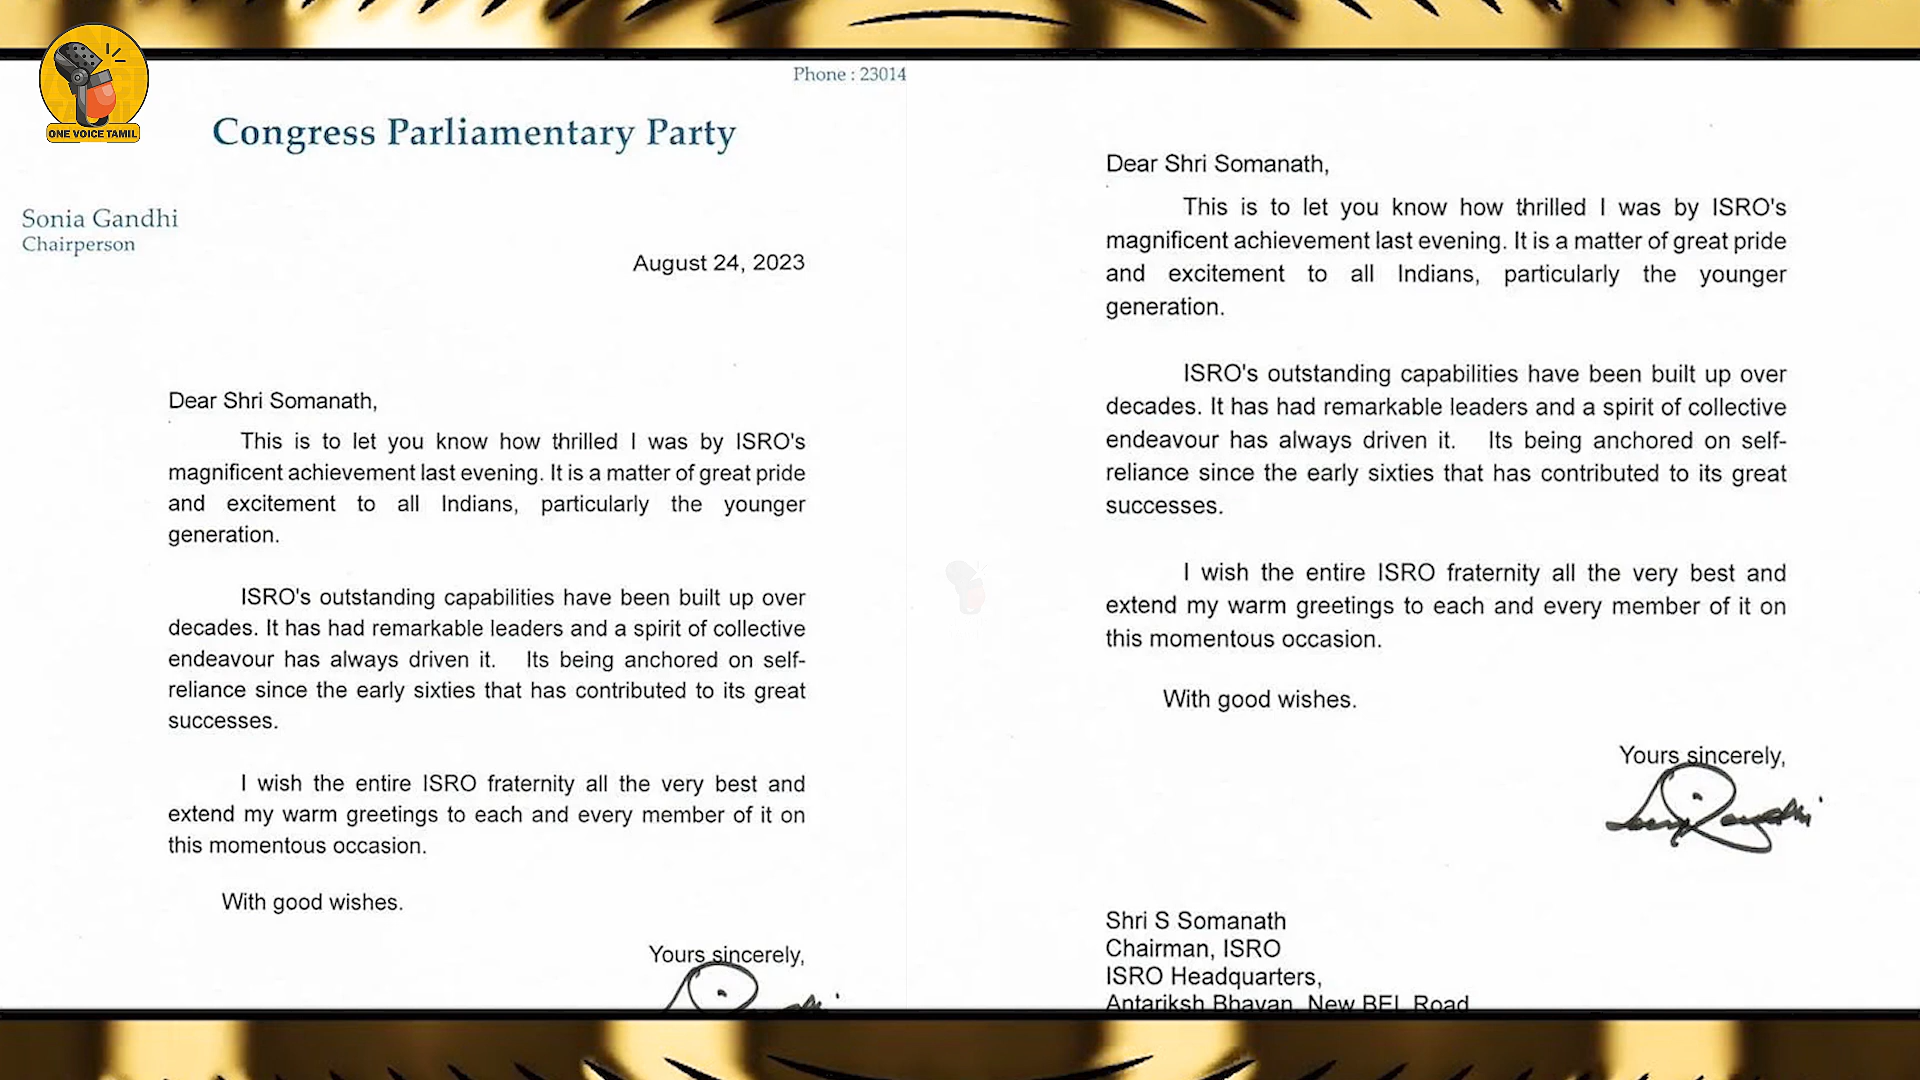 ONE VOICE TAMIL
Phone : 23014
Congress Parliamentary Party
Sonia Gandhi
Chairperson
August 24, 2023
Dear Shri Somanath,
This is to let you know how thrilled I was by ISRO's
magnificent achievement last evening. It is a matter of great pride
and excitement to all Indians, particularly the younger
generation.
ISRO's outstanding capabilities have been built up over
decades. It has had remarkable leaders and a spirit of collective
endeavour has always driven it. Its being anchored on self-
reliance since the early sixties that has contributed to its great
successes.
I wish the entire ISRO fraternity all the very best and
extend my warm greetings to each and every member of it on
this momentous occasion.
With good wishes.
Yours sincerely,
Dear Shri Somanath,
This is to let you know how thrilled I was by ISRO's
magnificent achievement last evening. It is a matter of great pride
and excitement to all Indians, particularly the younger
generation.
ISRO's outstanding capabilities have been built up over
decades. It has had remarkable leaders and a spirit of collective
endeavour has always driven it. Its being anchored on self-
reliance since the early sixties that has contributed to its great
successes.
I wish the entire ISRO fraternity all the very best and
extend my warm greetings to each and every member of it on
this momentous occasion.
With good wishes.
Yours sincerely,
Shri S Somanath
Chairman, ISRO
ISRO Headquarters,
Antariksh Bhavan, New BEL Road